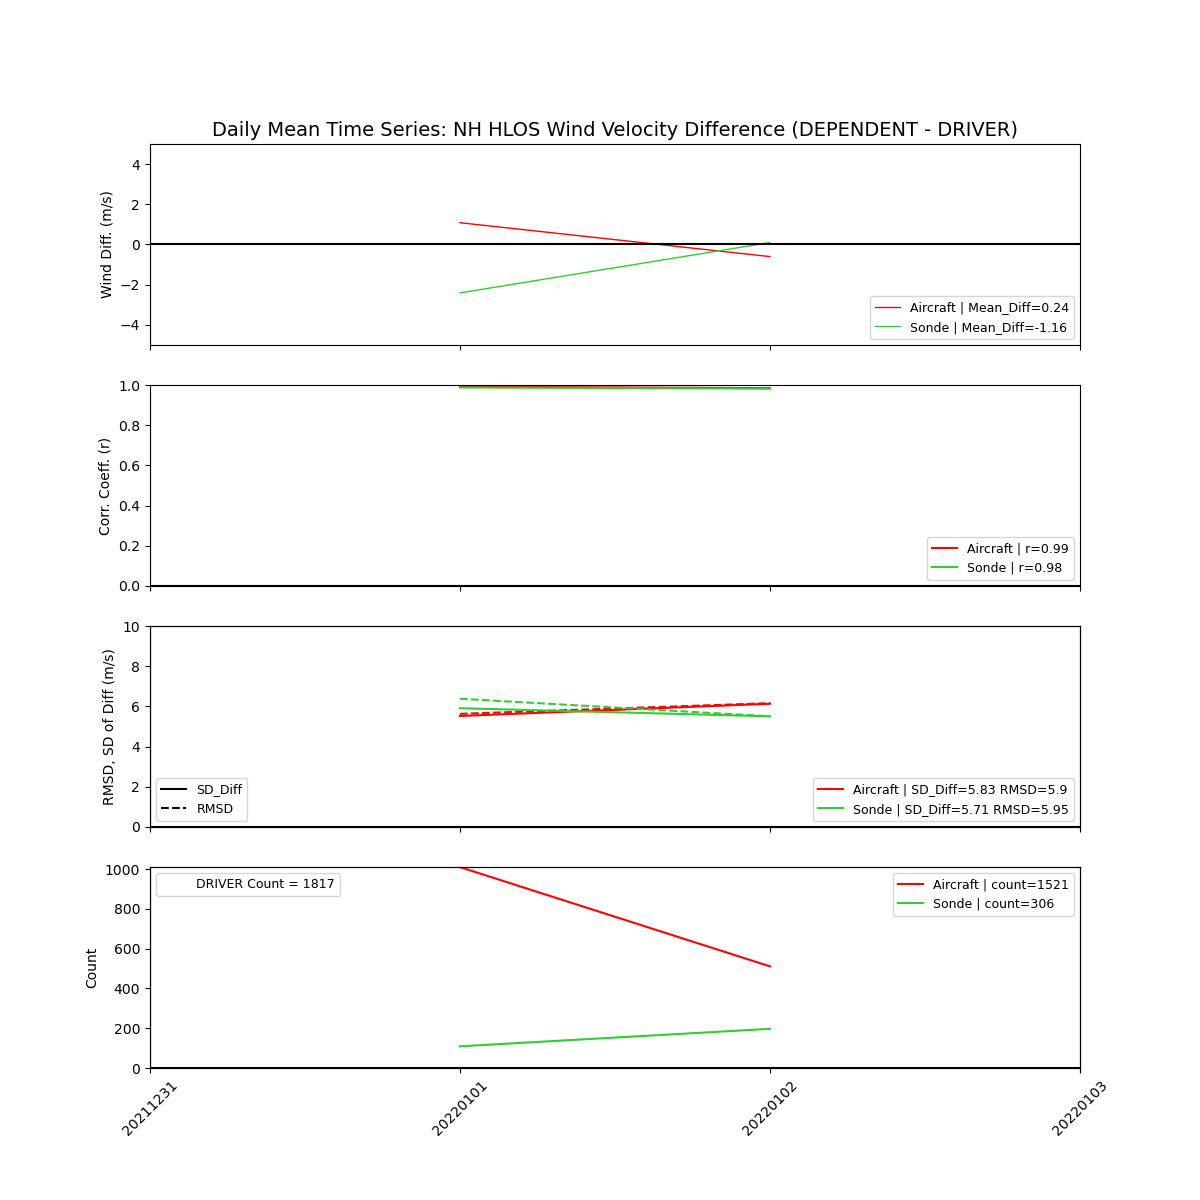 Daily Mean Time Series: NH HLOS Wind Velocity Difference (DEPENDENT - DRIVER)
4
2
0
−2
−4
Wind Diff. (m/s)
Aircraft | Mean_Diff=0.24
Sonde | Mean_Diff=-1.16
1.0
0.8
0.6
0.4
0.2
0.0
Corr. Coeff. (r)
Aircraft | r=0.99
Sonde | r=0.98
10
8
6
4
2
0
RMSD, SD of Diff (m/s)
SD_Diff
RMSD
Aircraft | SD_Diff=5.83 RMSD=5.9
Sonde | SD_Diff=5.71 RMSD=5.95
1000
800
600
400
200
0
Count
DRIVER Count = 1817
Aircraft | count=1521
Sonde | count=306
20211231
20220101
20220102
20220103